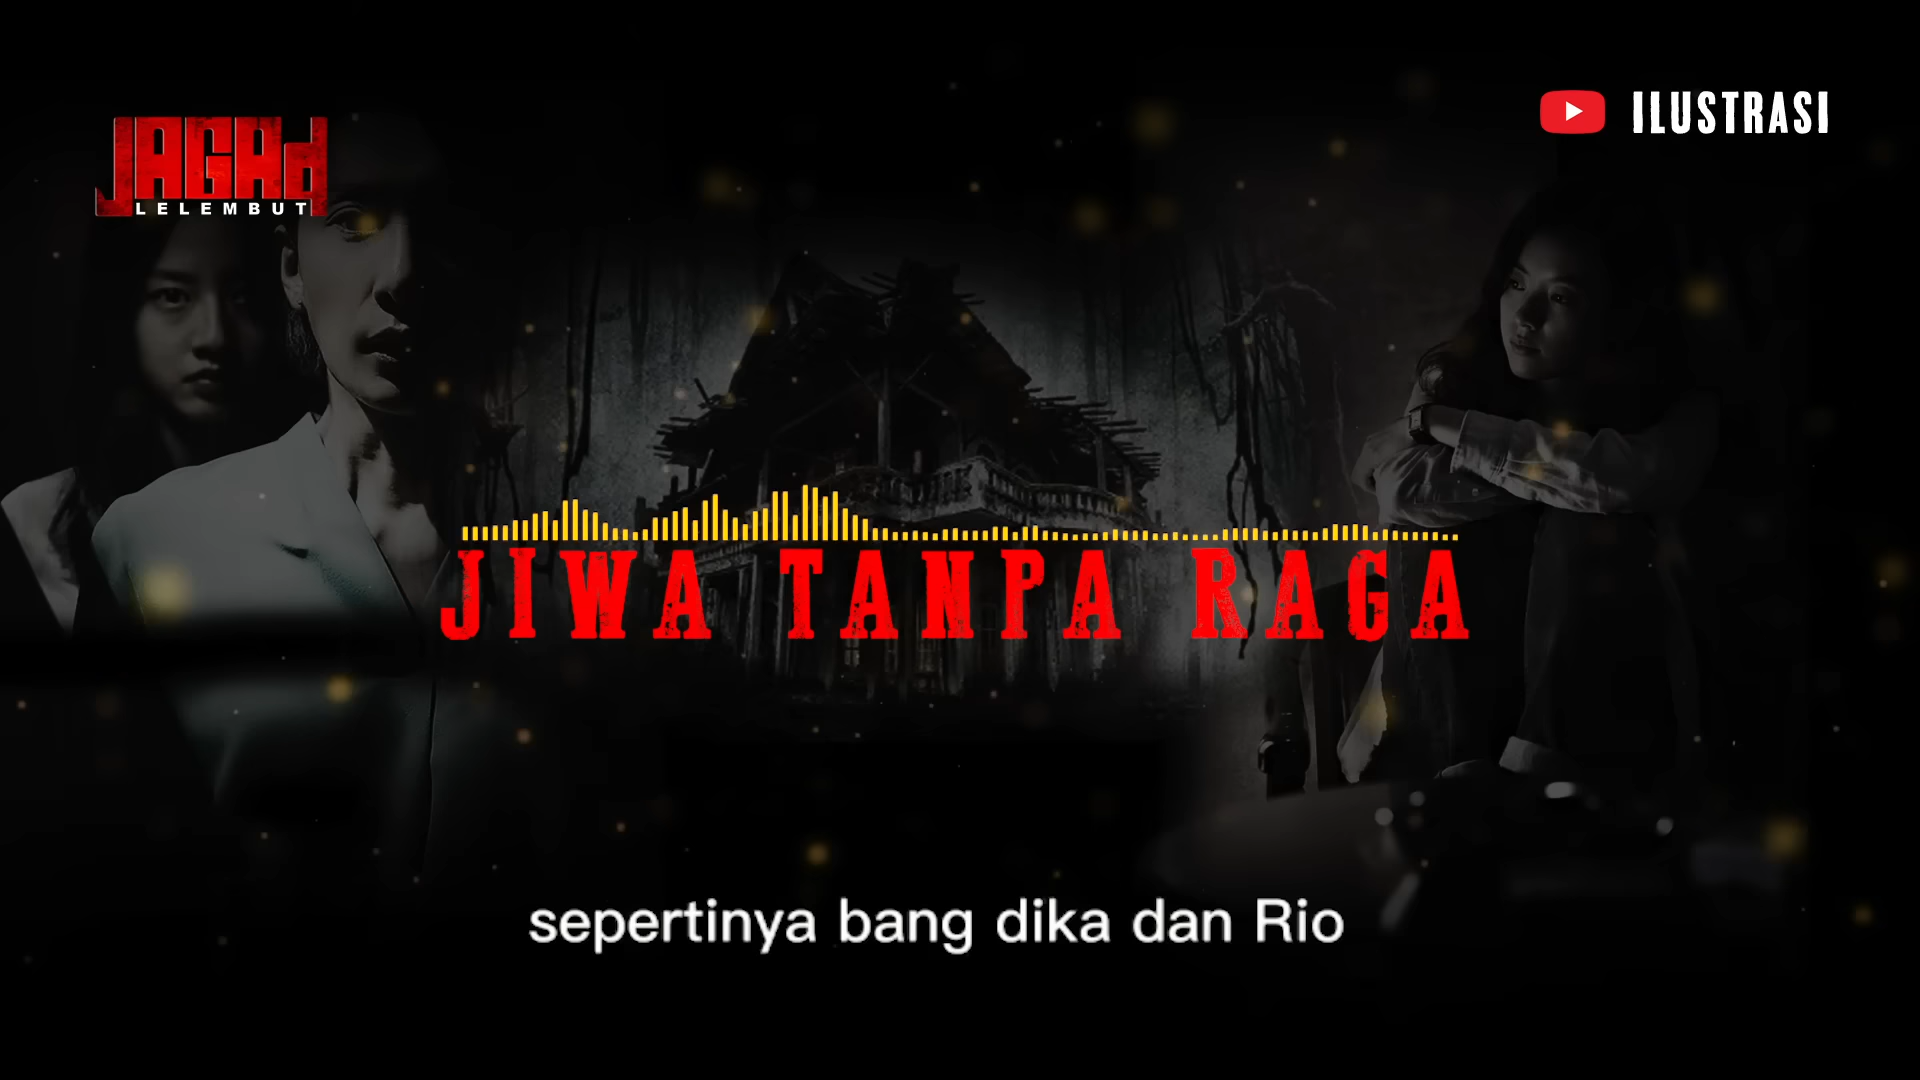 JAGAd
LELEMBUT
ILUSTRASI
JIWA TANPA RAGA
sepertinya bang dika dan Rio